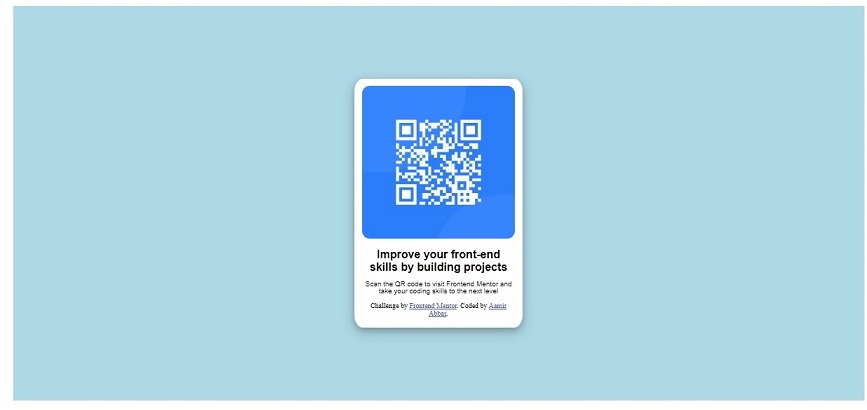 Improve your front-end
skills by building projects
Scan the QR code to visit Frontend Mentor and
take your coding skills to the next level
Challenge by Frontend Mentor. Coded by Aamir
Abbas.